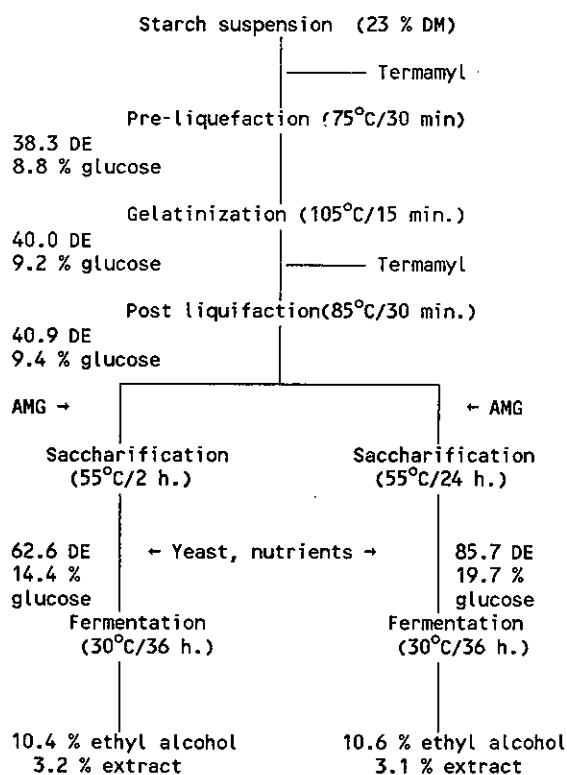 Starch suspension (23 % DM)
Termamyl
Pre-liquefaction (75°C/30 min)
38.3 DE
8.8 % glucose
Gelatinization (105°C/15 min.)
40.0 DE
9.2 % glucose
Termamyl
Post liquifaction(85°C/30 min.)
40.9 DE
9.4 % glucose
AMG →
← AMG
Saccharification
(55°C/2 h.)
Saccharification
(55°C/24 h.)
62.6 DE
14.4 %
glucose
← Yeast, nutrients →
85.7 DE
19.7 %
glucose
Fermentation
(30°C/36 h.)
Fermentation
(30°C/36 h.)
10.4 % ethyl alcohol
3.2 % extract
10.6 % ethyl alcohol
3.1 % extract